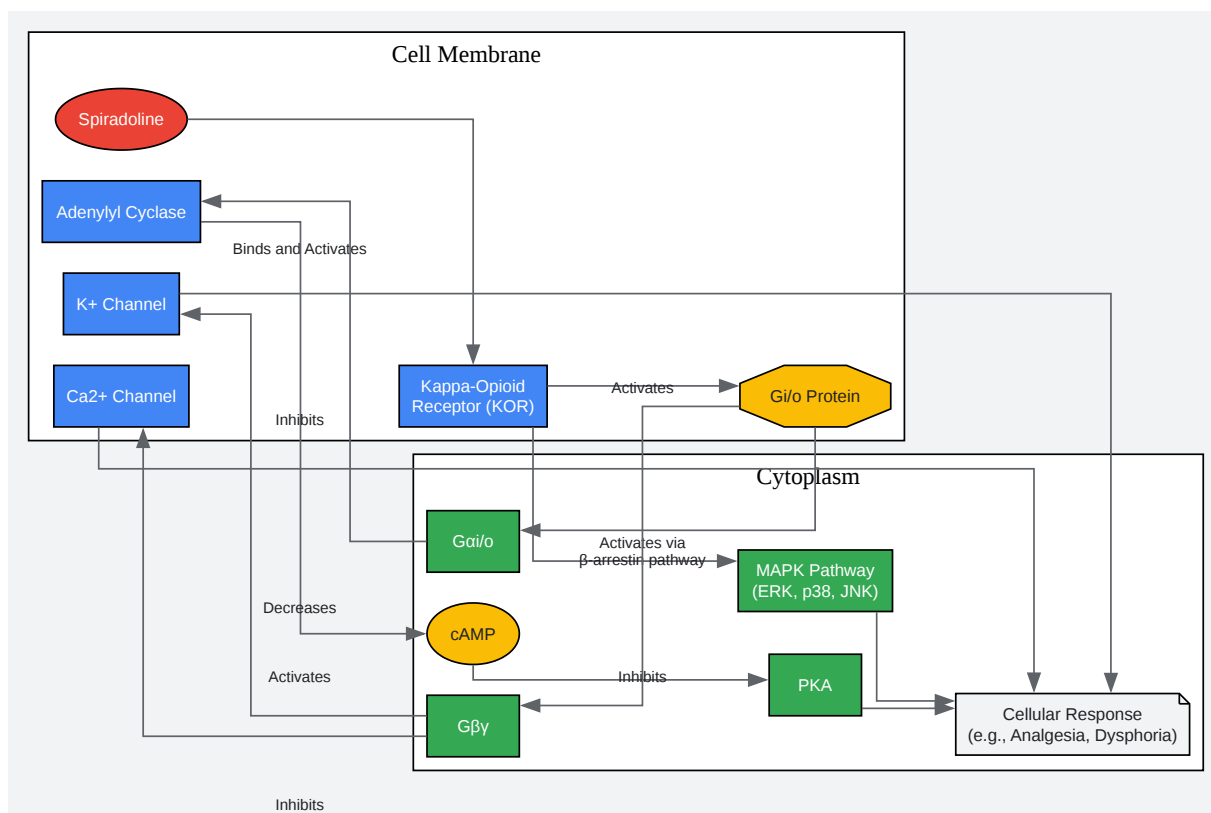 Cell Membrane
Spiradoline
Adenylyl Cyclase
Binds and Activates
K+ Channel
Ca2+ Channel
Kappa-Opioid
Receptor (KOR)
Activates
Gi/o Protein
Inhibits
Cytoplasm
Gαi/o
Activates via
β-arrestin pathway
MAPK Pathway
(ERK, p38, JNK)
Decreases
cAMP
Activates
Inhibits
PKA
Gβγ
Cellular Response
(e.g., Analgesia, Dysphoria)
Inhibits